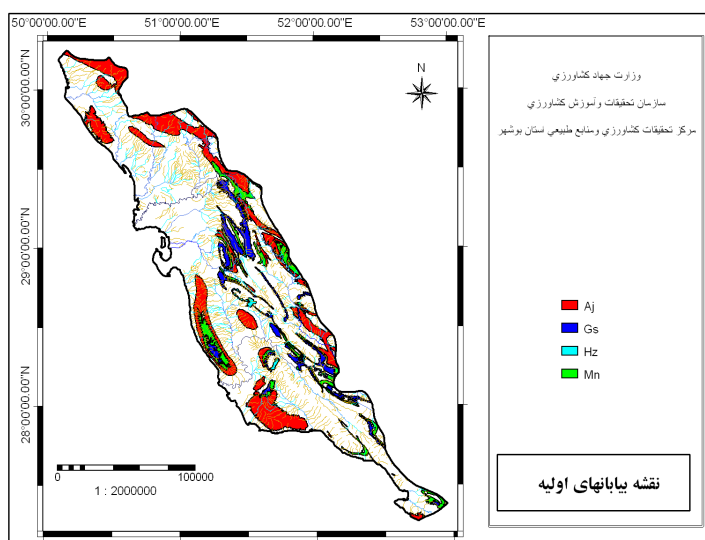 50°00'00.00"E 51°00'00.00"E 52°00'00.00"E 53°00'00.00"E
30°00'00.00"N
29°00'00.00"N
28°00'00.00"N
N
0 100000
1 : 2000000
وزارت جهاد كشاورزي
سازمان تحقيقات وآموزش كشاورزي
مركز تحقيقات كشاورزي ومنابع طبيعي استان بوشهر
Aj
Gs
Hz
Mn
نقشه بیابانهای اولیه